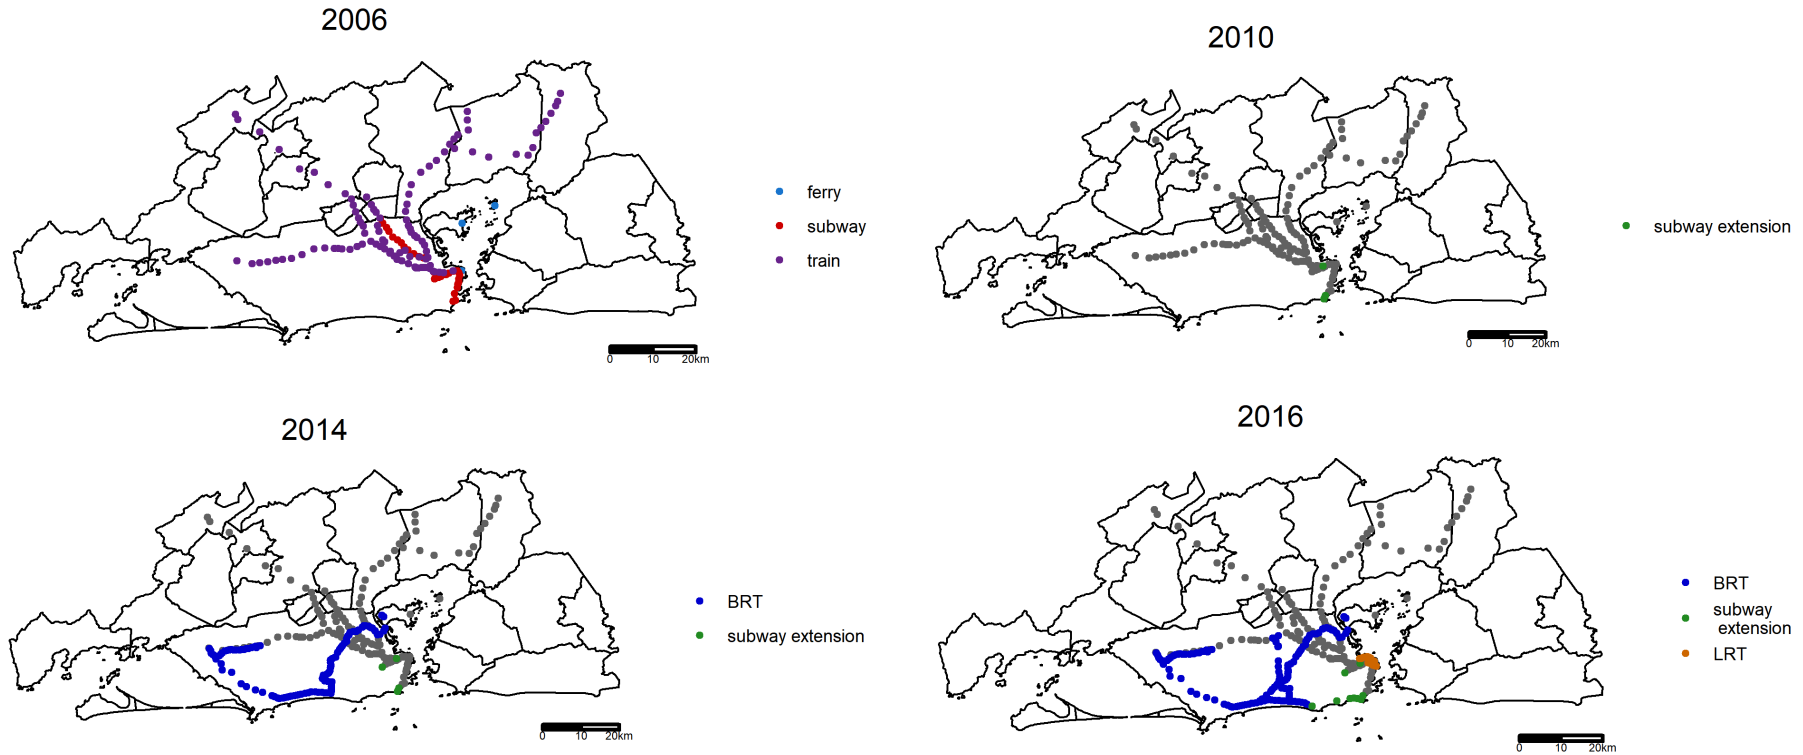 2006
ferry
subway
train
0 10 20km
2010
subway extension
0 10 20km
2014
BRT
subway extension
0 10 20km
2016
BRT
subway
extension
LRT
0 10 20km